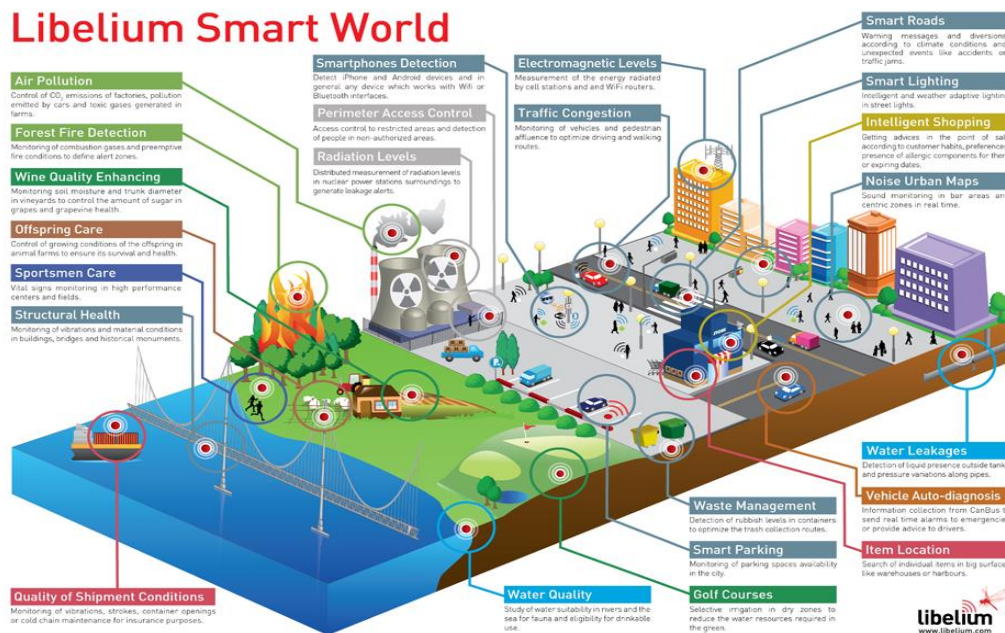 Libelium Smart World
Air Pollution
Control of CO₂ emissions of factories, pollution
emitted by cars and toxic gases generated in
farms.
Forest Fire Detection
Monitoring of combustion gases and preemptive
fire conditions to define alert zones.
Wine Quality Enhancing
Monitoring soil moisture and trunk diameter
in vineyards to control the amount of sugar in
grapes and grapevine health.
Offspring Care
Control of growing conditions of the offspring in
animal farms to ensure its survival and health.
Sportsmen Care
Vital signs monitoring in high performance
centers and fields.
Structural Health
Monitoring of vibrations and material conditions
in buildings, bridges and historical monuments.
Quality of Shipment Conditions
Monitoring of vibrations, strokes, container openings
or cold chain maintenance for insurance purposes.
Smartphones Detection
Detect iPhone and Android devices and in
general any device which works with Wifi or
Bluetooth interfaces.
Perimeter Access Control
Access control to restricted areas and detection
of people in non-authorized areas.
Radiation Levels
Distributed measurement of radiation levels
in nuclear power stations surroundings to
generate leakage alerts.
Electromagnetic Levels
Measurement of the energy radiated
by cell stations and and WiFi routers.
Traffic Congestion
Monitoring of vehicles and pedestrian
affluence to optimize driving and walking
routes.
Smart Roads
Warning messages and diversions
according to climate conditions and
unexpected events like accidents or
traffic jams.
Smart Lighting
Intelligent and weather adaptive lighting
in street lights.
Intelligent Shopping
Getting advices in the point of sal
according to customer habits, preference
presence of allergic components for the
or expiring dates.
Noise Urban Maps
Sound monitoring in bar areas an
centric zones in real time.
Water Leakages
Detection of liquid presence outside tank
and pressure variations along pipes.
Vehicle Auto-diagnosis
Information collection from CanBus t
send real time alarms to emergencie
or provide advice to drivers.
Item Location
Search of individual items in big surface
like warehouses or harbours.
Waste Management
Detection of rubbish levels in containers
to optimize the trash collection routes.
Smart Parking
Monitoring of parking spaces availability
in the city.
Golf Courses
Selective irrigation in dry zones to
reduce the water resources required in
the green.
Water Quality
Study of water suitability in rivers and the
sea for fauna and eligibility for drinkable
use.
libelium
www.libelium.com